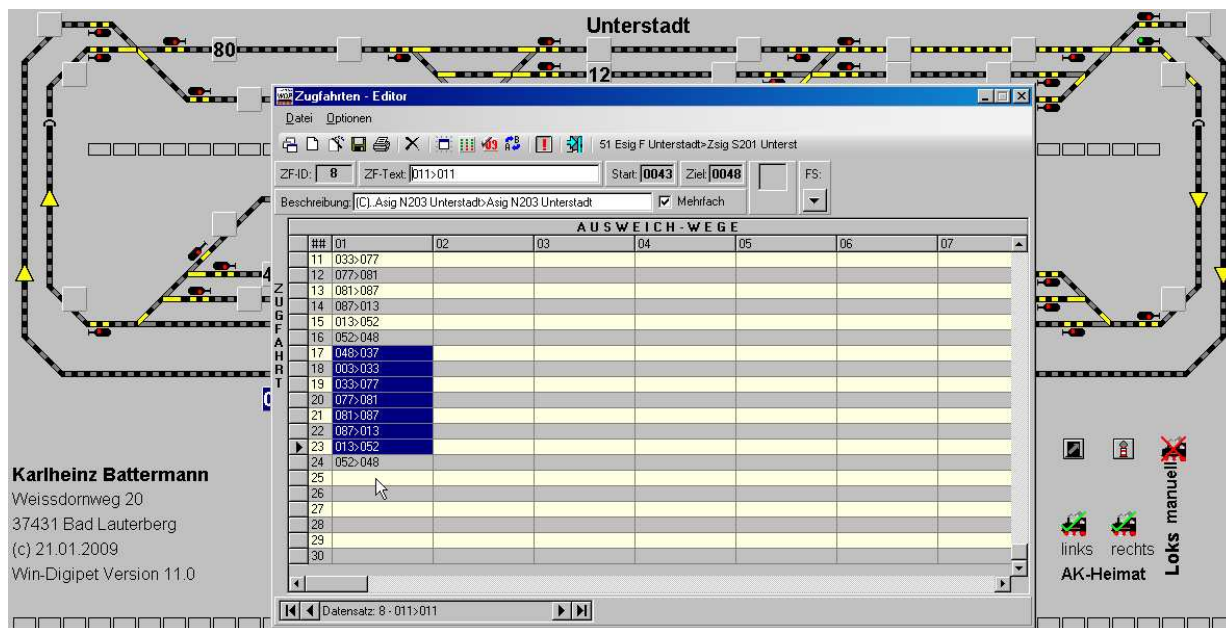 Unterstadt
80
12
Zugfahrten - Editor
Datei Optionen
51 Esig F Unterstadt>Zsig S201 Unterst
ZF-ID: 8 ZF-Text: 011>011 Start: 0043 Ziel: 0048 FS:
Beschreibung: (C)..Asig N203 Unterstadt>Asig N203 Unterstadt Mehrfach
AUSWEICH-WEGE
## 01 02 03 04 05 06 07
ZUGFAHRT
11 033>077
12 077>081
13 081>087
14 087>013
15 013>052
16 052>048
17 048>037
18 003>033
19 033>077
20 077>081
21 081>087
22 087>013
23 013>052
24 052>048
25
26
27
28
29
30
Datensatz: 8 - 011>011
Karlheinz Battermann
Weissdornweg 20
37431 Bad Lauterberg
(c) 21.01.2009
Win-Digipet Version 11.0
links rechts
AK-Heimat
Loks manuell